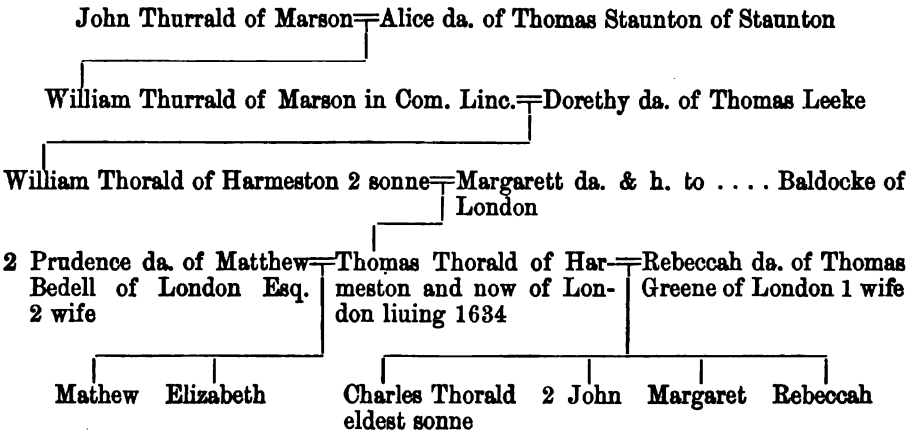 John Thurrald of Marson=Alice da. of Thomas Staunton of Staunton
William Thurrald of Marson in Com. Linc.=Dorethy da. of Thomas Leeke
William Thorald of Harmeston 2 sonne=Margarett da. & h. to .... Baldocke of
London
2 Prudence da. of Matthew=Thomas Thorald of Har-=Rebeccah da. of Thomas
Bedell of London Esq. meston and now of Lon- Greene of London 1 wife
2 wife don liuing 1634
Mathew Elizabeth Charles Thorald 2 John Margaret Rebeccah
eldest sonne